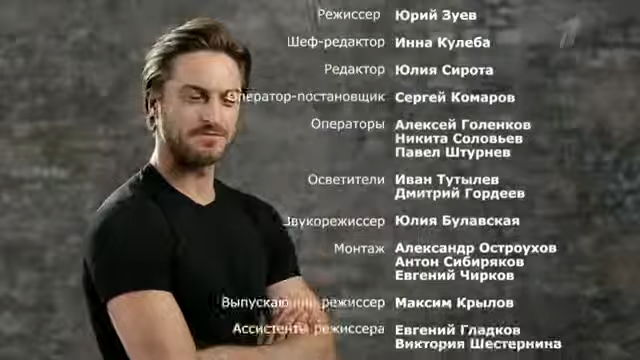 Режиссер Юрий Зуев
Шеф-редактор Инна Кулеба
Редактор Юлия Сирота
Оператор-постановщик Сергей Комаров
Операторы Алексей Голенков
Никита Соловьев
Павел Штурнев
Осветители Иван Тутылев
Дмитрий Гордеев
Звукорежиссер Юлия Булавская
Монтаж Александр Остроухов
Антон Сибиряков
Евгений Чирков
Выпускающий режиссер Максим Крылов
Ассистенты режиссера Евгений Гладков
Виктория Шестернина